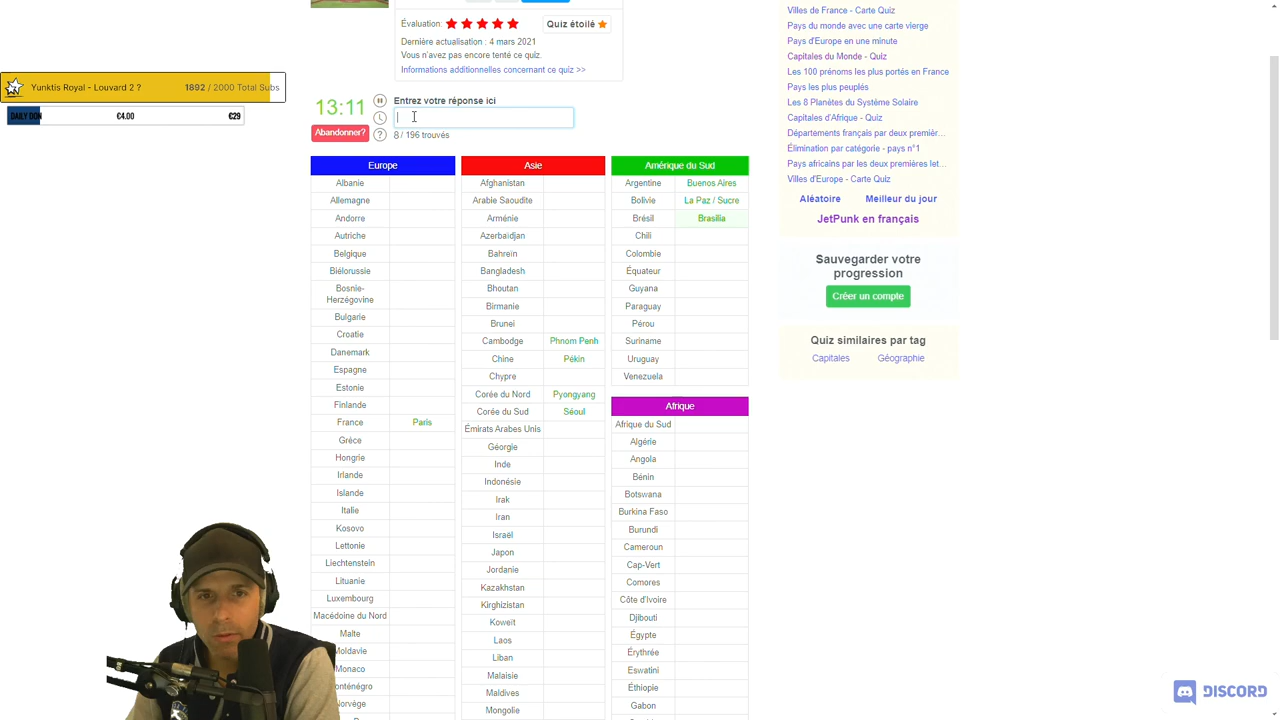 Évaluation:
Quiz étoilé
Dernière actualisation : 4 mars 2021
Vous n'avez pas encore tenté ce quiz.
Informations additionnelles concernant ce quiz >>
Yunktis Royal - Louvard 2 ?
1892 / 2000 Total Subs
DAILY DON
€4.00
€29
13:11
Entrez votre réponse ici
Abandonner?
8 / 196 trouvés
Europe
Albanie
Allemagne
Andorre
Autriche
Belgique
Biélorussie
Bosnie-
Herzégovine
Bulgarie
Croatie
Danemark
Espagne
Estonie
Finlande
France Paris
Grèce
Hongrie
Irlande
Islande
Italie
Kosovo
Lettonie
Liechtenstein
Lituanie
Luxembourg
Macédoine du Nord
Malte
Moldavie
Monaco
onténégro
orvège
Asie
Afghanistan
Arabie Saoudite
Arménie
Azerbaïdjan
Bahreïn
Bangladesh
Bhoutan
Birmanie
Brunei
Cambodge Phnom Penh
Chine Pékin
Chypre
Corée du Nord Pyongyang
Corée du Sud Séoul
Émirats Arabes Unis
Géorgie
Inde
Indonésie
Irak
Iran
Israël
Japon
Jordanie
Kazakhstan
Kirghizistan
Koweït
Laos
Liban
Malaisie
Maldives
Mongolie
Amérique du Sud
Argentine Buenos Aires
Bolivie La Paz / Sucre
Brésil Brasilia
Chili
Colombie
Équateur
Guyana
Paraguay
Pérou
Suriname
Uruguay
Venezuela
Afrique
Afrique du Sud
Algérie
Angola
Bénin
Botswana
Burkina Faso
Burundi
Cameroun
Cap-Vert
Comores
Côte d'Ivoire
Djibouti
Égypte
Érythrée
Eswatini
Éthiopie
Gabon
Villes de France - Carte Quiz
Pays du monde avec une carte vierge
Pays d'Europe en une minute
Capitales du Monde - Quiz
Les 100 prénoms les plus portés en France
Pays les plus peuplés
Les 8 Planètes du Système Solaire
Capitales d'Afrique - Quiz
Départements français par deux premièr...
Élimination par catégorie - pays n°1
Pays africains par les deux premières let...
Villes d'Europe - Carte Quiz
Aléatoire Meilleur du jour
JetPunk en français
Sauvegarder votre
progression
Créer un compte
Quiz similaires par tag
Capitales Géographie
DISCORD